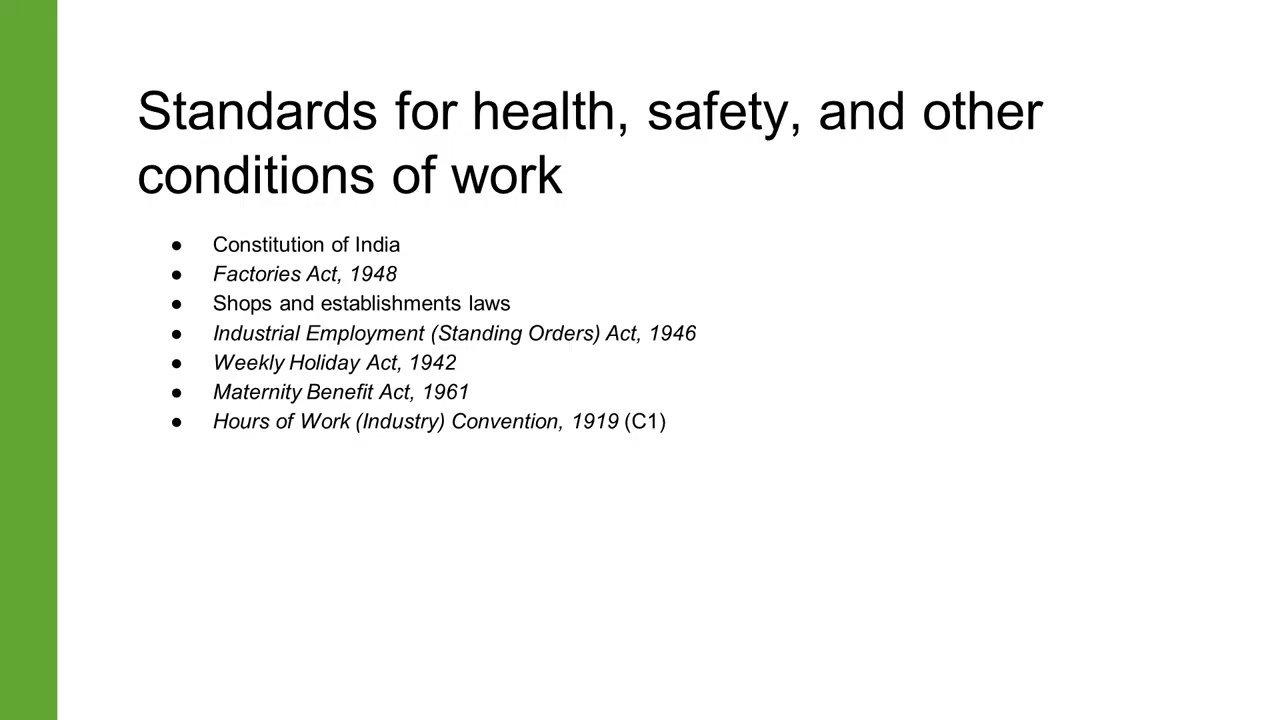 Standards for health, safety, and other
conditions of work
● Constitution of India
● Factories Act, 1948
● Shops and establishments laws
● Industrial Employment (Standing Orders) Act, 1946
● Weekly Holiday Act, 1942
● Maternity Benefit Act, 1961
● Hours of Work (Industry) Convention, 1919 (C1)